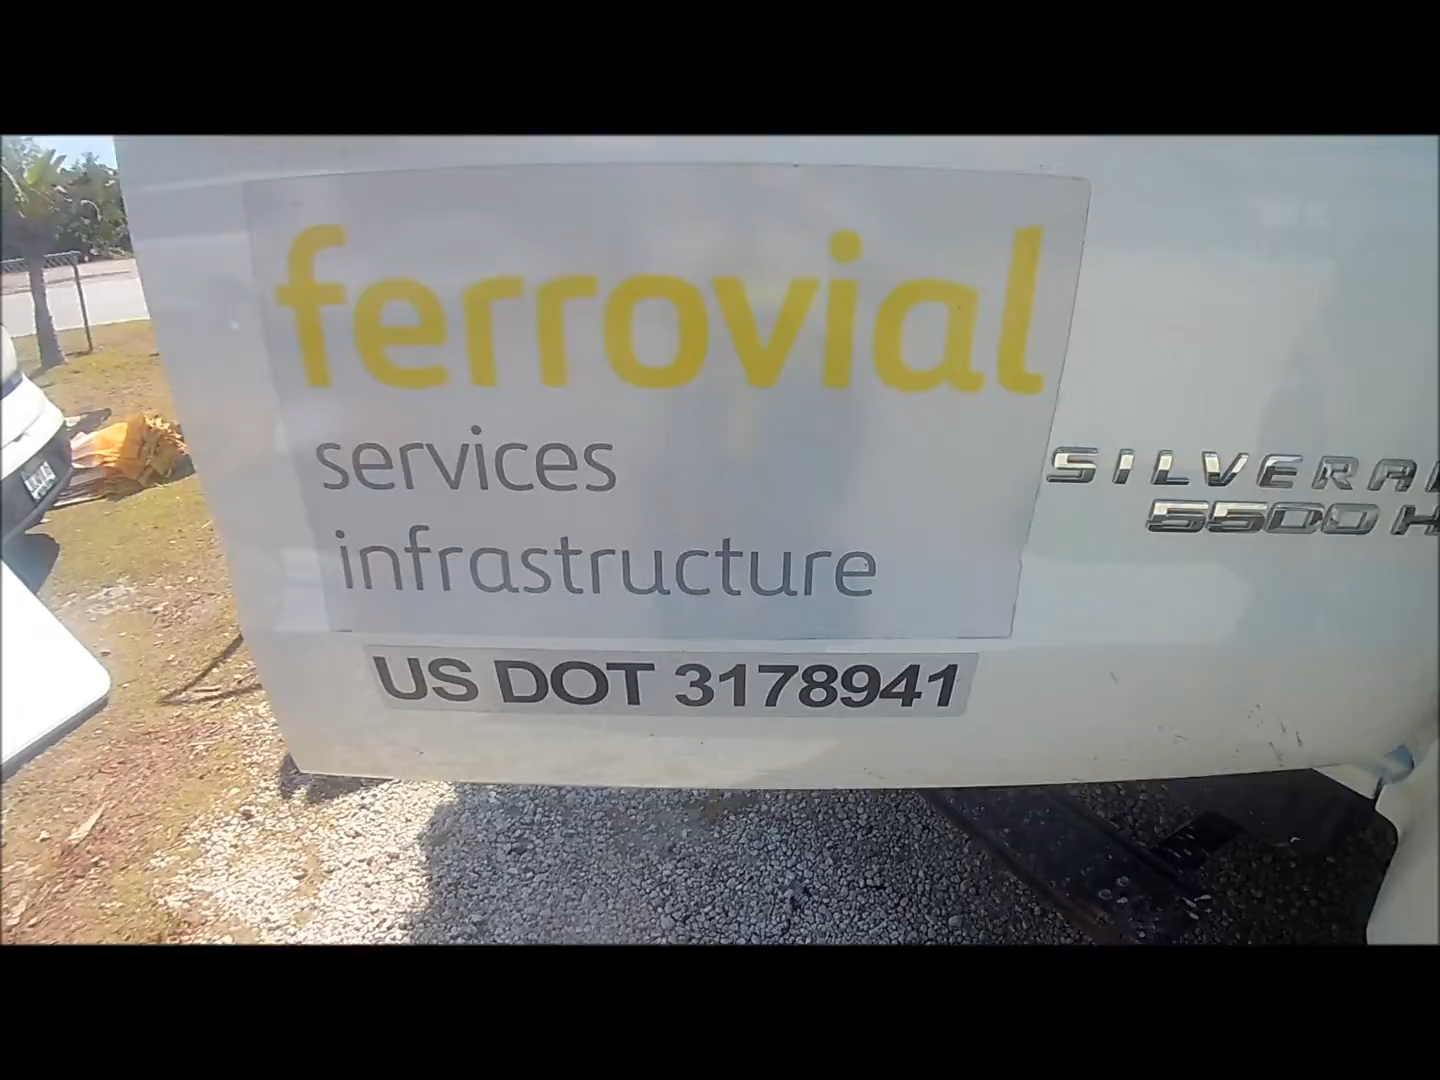 ferrovial
services
infrastructure
US DOT 3178941
SILVERA
5500 H